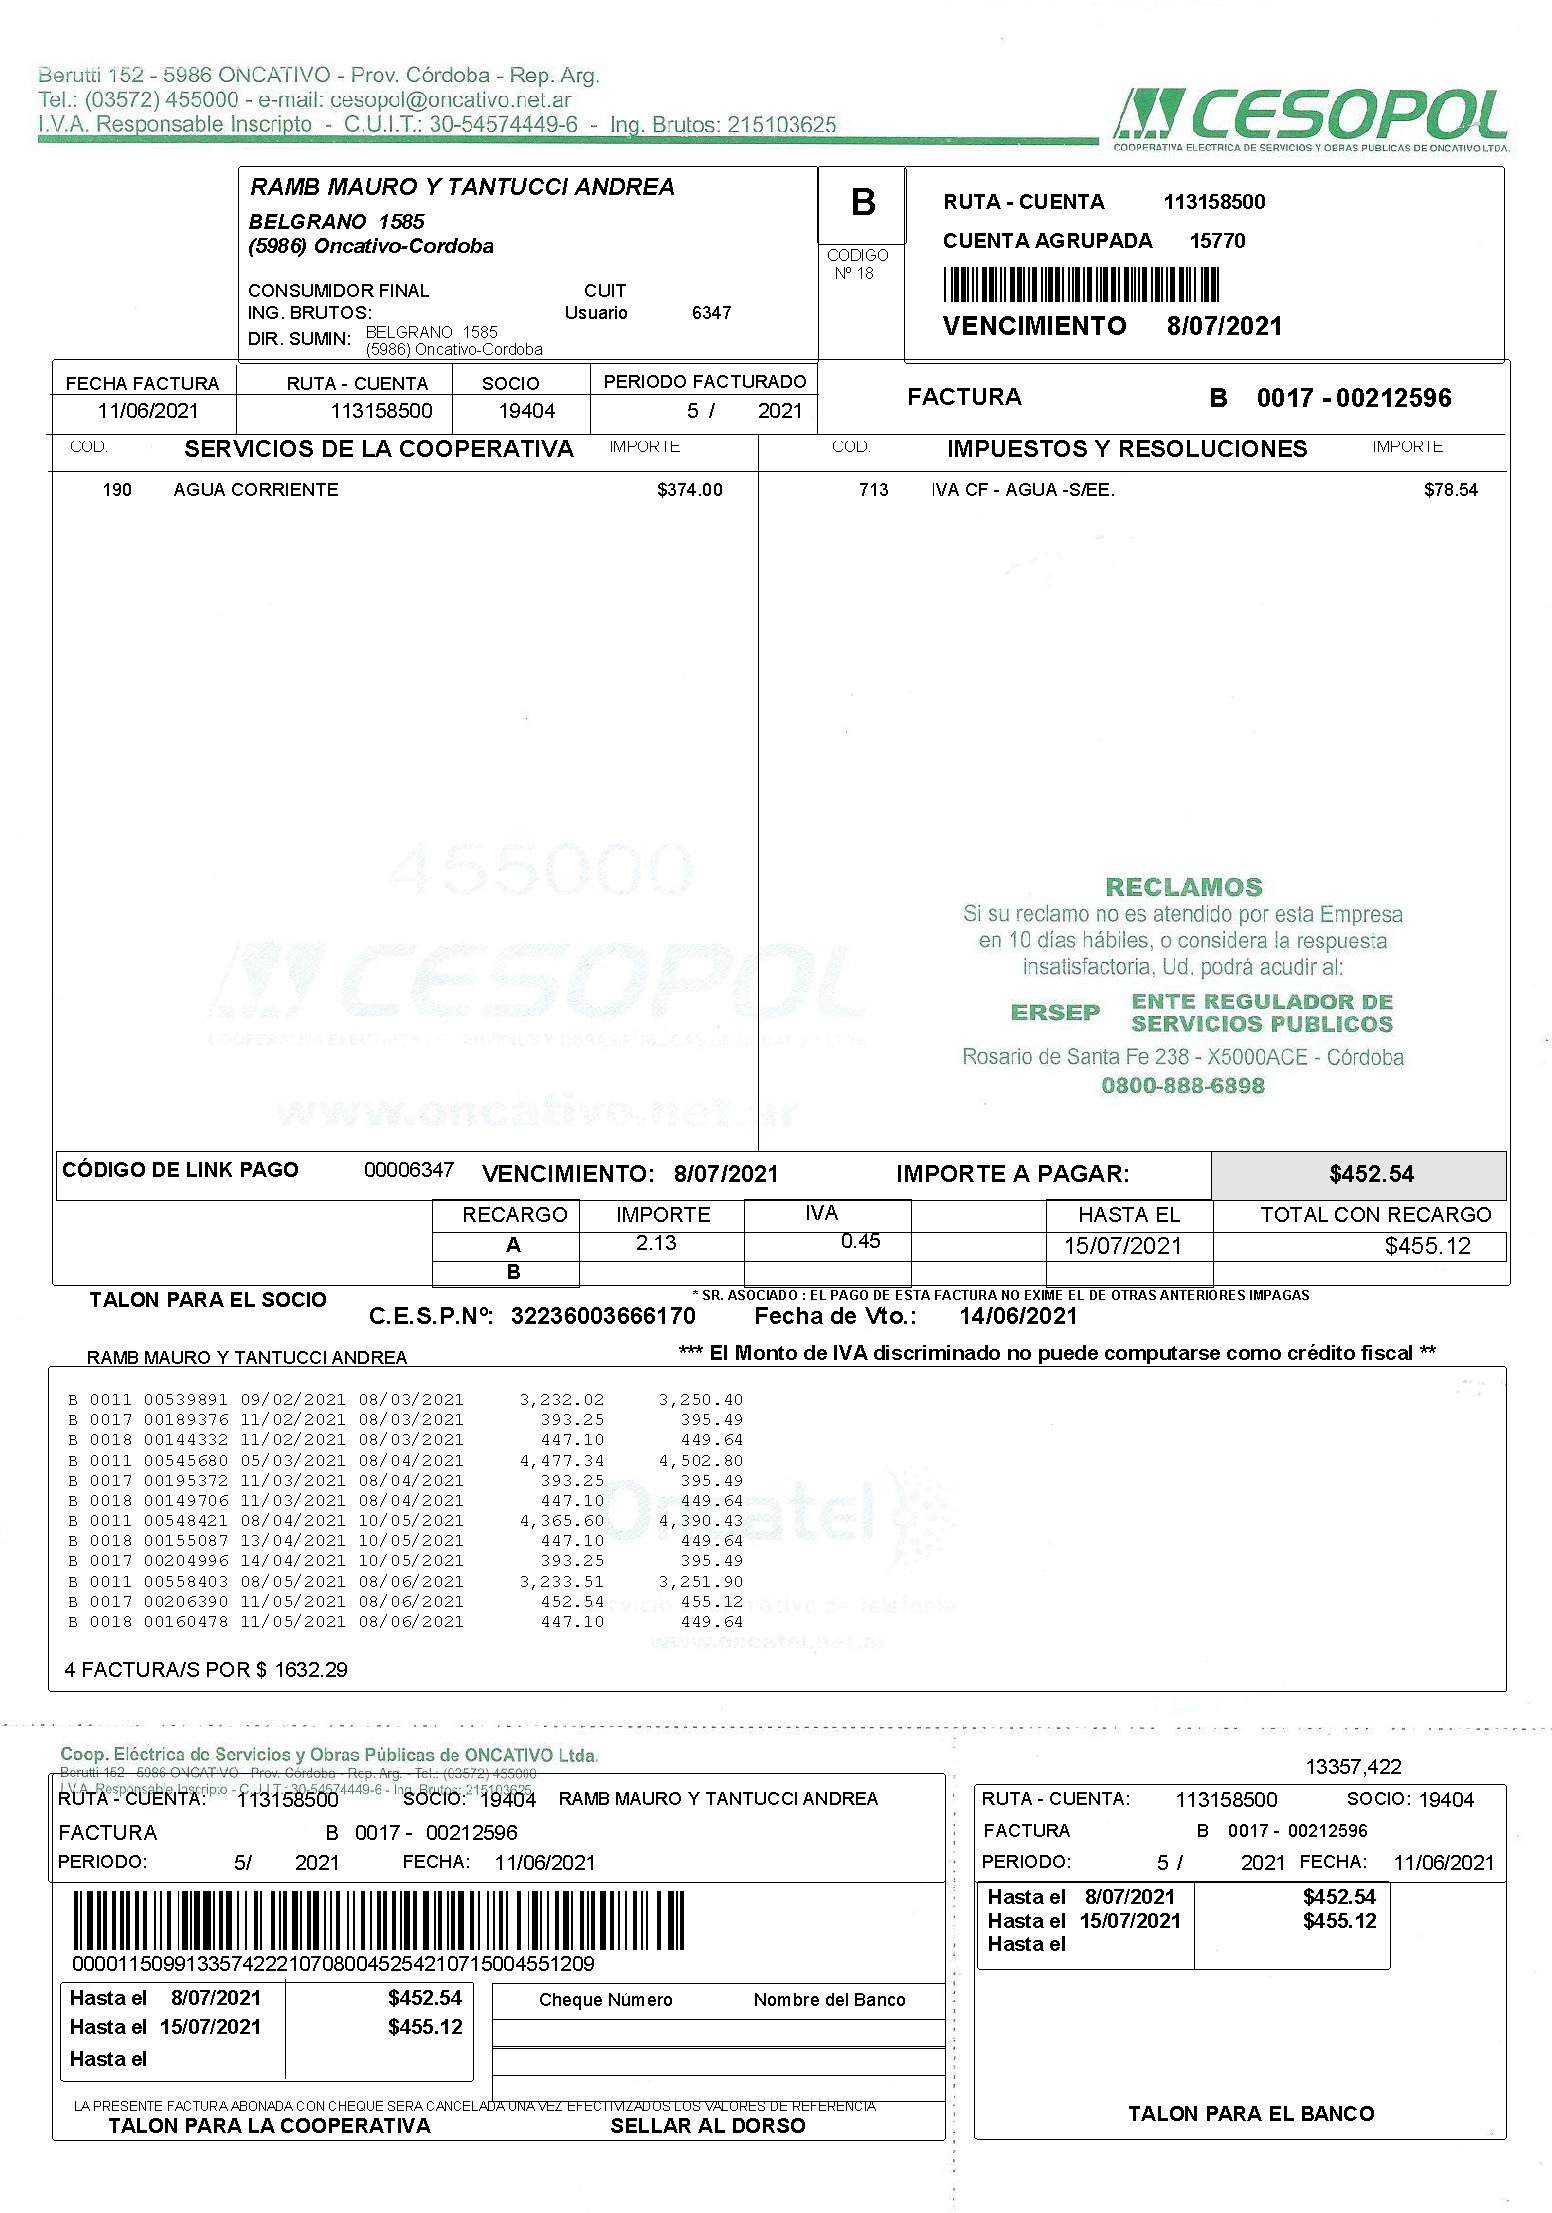 Berutti 152 - 5986 ONCATIVO - Prov. Córdoba - Rep. Arg.
Tel.: (03572) 455000 - e-mail: cesopol@oncativo.net.ar
I.V.A. Responsable Inscripto - C.U.I.T.: 30-54574449-6 - Ing. Brutos: 215103625
CESOPOL
COOPERATIVA ELECTRICA DE SERVICIOS Y OBRAS PUBLICAS DE ONCATIVO LTDA.
RAMB MAURO Y TANTUCCI ANDREA
BELGRANO 1585
(5986) Oncativo-Cordoba
CONSUMIDOR FINAL CUIT
ING. BRUTOS: Usuario 6347
DIR. SUMIN: BELGRANO 1585
(5986) Oncativo-Cordoba
B
CODIGO
Nº 18
RUTA - CUENTA 113158500
CUENTA AGRUPADA 15770
VENCIMIENTO 8/07/2021
FECHA FACTURA RUTA - CUENTA SOCIO PERIODO FACTURADO
11/06/2021 113158500 19404 5 / 2021
FACTURA B 0017 - 00212596
COD. SERVICIOS DE LA COOPERATIVA IMPORTE COD. IMPUESTOS Y RESOLUCIONES IMPORTE
190 AGUA CORRIENTE $374.00 713 IVA CF - AGUA -S/EE. $78.54
455000
CESOPOL
COOPERATIVA ELECTRICA DE SERVICIOS Y OBRAS PUBLICAS DE ONCATIVO LTDA.
www.oncativo.net.ar
RECLAMOS
Si su reclamo no es atendido por esta Empresa
en 10 días hábiles, o considera la respuesta
insatisfactoria, Ud. podrá acudir al:
ERSEP ENTE REGULADOR DE
SERVICIOS PUBLICOS
Rosario de Santa Fe 238 - X5000ACE - Córdoba
0800-888-6898
CÓDIGO DE LINK PAGO 00006347 VENCIMIENTO: 8/07/2021 IMPORTE A PAGAR: $452.54
RECARGO IMPORTE IVA HASTA EL TOTAL CON RECARGO
A 2.13 0.45 15/07/2021 $455.12
B
TALON PARA EL SOCIO * SR. ASOCIADO : EL PAGO DE ESTA FACTURA NO EXIME EL DE OTRAS ANTERIORES IMPAGAS
C.E.S.P.Nº: 32236003666170 Fecha de Vto.: 14/06/2021
RAMB MAURO Y TANTUCCI ANDREA *** El Monto de IVA discriminado no puede computarse como crédito fiscal **
B 0011 00539891 09/02/2021 08/03/2021 3,232.02 3,250.40
B 0017 00189376 11/02/2021 08/03/2021 393.25 395.49
B 0018 00144332 11/02/2021 08/03/2021 447.10 449.64
B 0011 00545680 05/03/2021 08/04/2021 4,477.34 4,502.80
B 0017 00195372 11/03/2021 08/04/2021 393.25 395.49
B 0018 00149706 11/03/2021 08/04/2021 447.10 449.64
B 0011 00548421 08/04/2021 10/05/2021 4,365.60 4,390.43
B 0018 00155087 13/04/2021 10/05/2021 447.10 449.64
B 0017 00204996 14/04/2021 10/05/2021 393.25 395.49
B 0011 00558403 08/05/2021 08/06/2021 3,233.51 3,251.90
B 0017 00206390 11/05/2021 08/06/2021 452.54 455.12
B 0018 00160478 11/05/2021 08/06/2021 447.10 449.64
Oncatel
www.oncatel.net.ar
4 FACTURA/S POR $ 1632.29
Coop. Eléctrica de Servicios y Obras Públicas de ONCATIVO Ltda.
Berutti 152 - 5986 ONCATIVO - Prov. Córdoba - Rep. Arg. - Tel.: (03572) 455000
I.V.A. Responsable Inscripto - C.U.I.T.: 30-54574449-6 - Ing. Brutos: 215103625
RUTA - CUENTA: 113158500 SOCIO: 19404 RAMB MAURO Y TANTUCCI ANDREA
FACTURA B 0017 - 00212596
PERIODO: 5/ 2021 FECHA: 11/06/2021
00001150991335742221070800452542107150045​51209
Hasta el 8/07/2021 $452.54
Hasta el 15/07/2021 $455.12
Hasta el
Cheque Número Nombre del Banco
LA PRESENTE FACTURA ABONADA CON CHEQUE SERA CANCELADA UNA VEZ EFECTIVIZADOS LOS VALORES DE REFERENCIA
TALON PARA LA COOPERATIVA SELLAR AL DORSO
13357,422
RUTA - CUENTA: 113158500 SOCIO: 19404
FACTURA B 0017 - 00212596
PERIODO: 5 / 2021 FECHA: 11/06/2021
Hasta el 8/07/2021 $452.54
Hasta el 15/07/2021 $455.12
Hasta el
TALON PARA EL BANCO